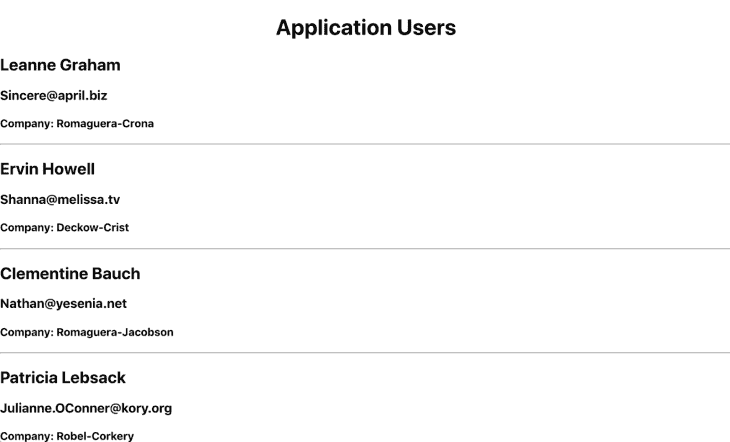 Application Users
Leanne Graham
Sincere@april.biz
Company: Romaguera-Crona
Ervin Howell
Shanna@melissa.tv
Company: Deckow-Crist
Clementine Bauch
Nathan@yesenia.net
Company: Romaguera-Jacobson
Patricia Lebsack
Julianne.OConner@kory.org
Company: Robel-Corkery